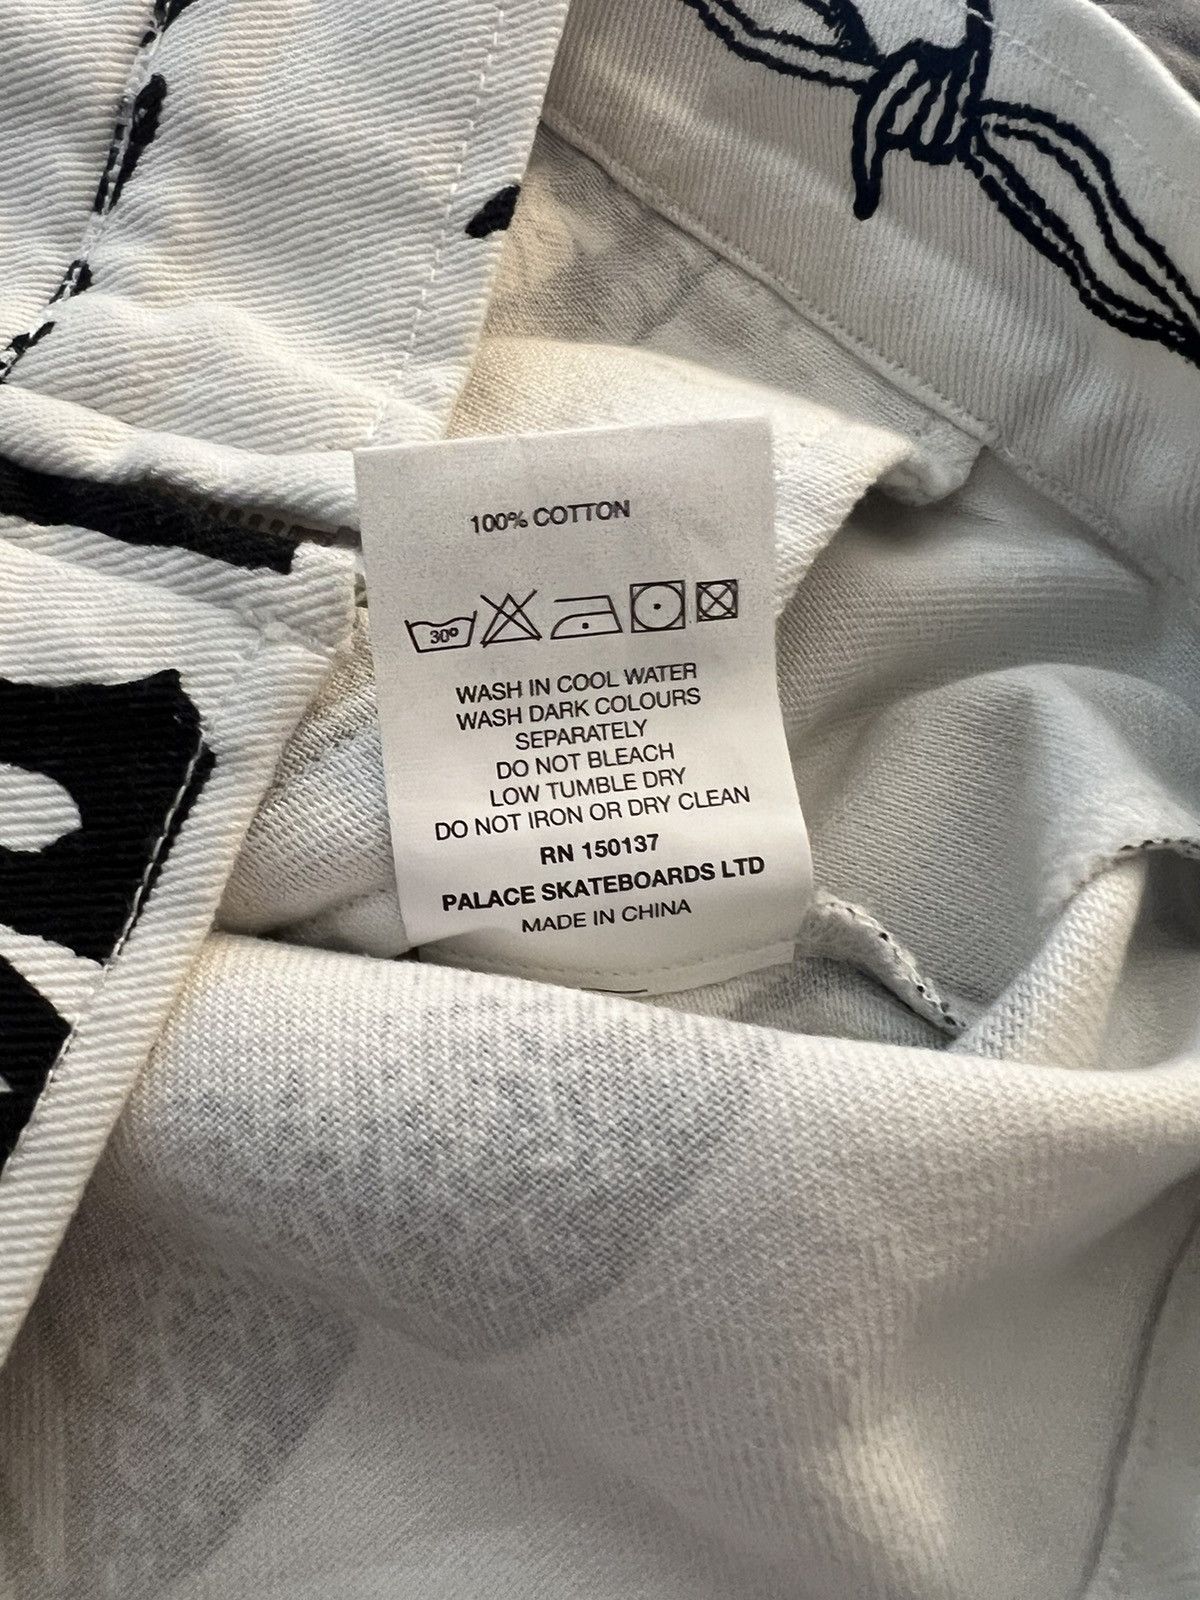 100% COTTON
30°
WASH IN COOL WATER
WASH DARK COLOURS
SEPARATELY
DO NOT BLEACH
LOW TUMBLE DRY
DO NOT IRON OR DRY CLEAN
RN 150137
PALACE SKATEBOARDS LTD
MADE IN CHINA